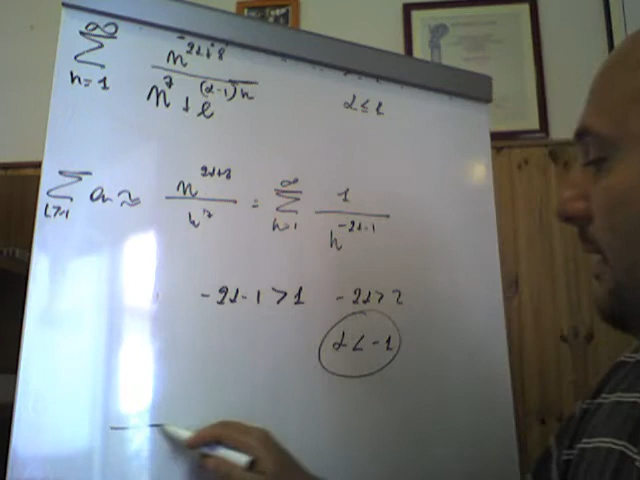 ∞ ∑ n=1 n^{2α+8} / (n^7 + e^{(α-1)n})
α ≤ 1
∑ n≥1 an ≈ n^{2α+8} / n^7 = ∞ ∑ n=1 1 / n^{-2α-1}
-2α-1 > 1 -2α > 2
α < -1